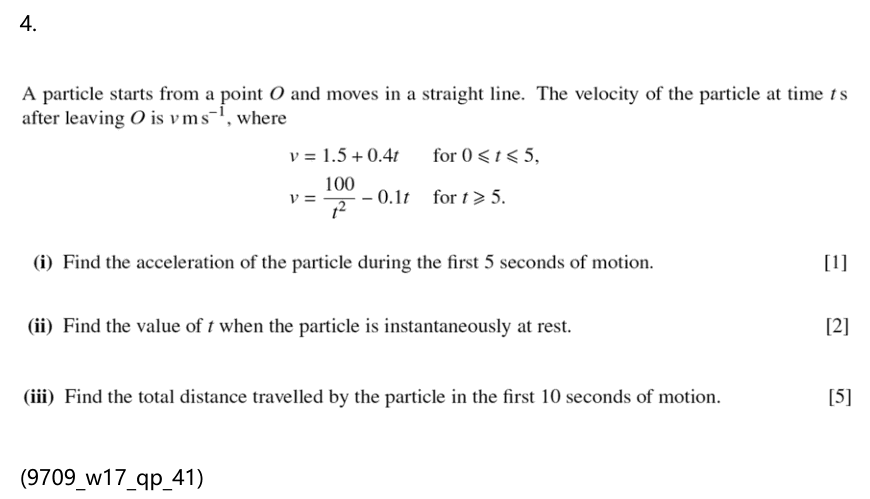 4.
A particle starts from a point O and moves in a straight line. The velocity of the particle at time t s
after leaving O is v m s⁻¹, where
v = 1.5 + 0.4t for 0 ⩽ t ⩽ 5,
v = 100/t² − 0.1t for t ⩾ 5.
(i) Find the acceleration of the particle during the first 5 seconds of motion. [1]
(ii) Find the value of t when the particle is instantaneously at rest. [2]
(iii) Find the total distance travelled by the particle in the first 10 seconds of motion. [5]
(9709_w17_qp_41)